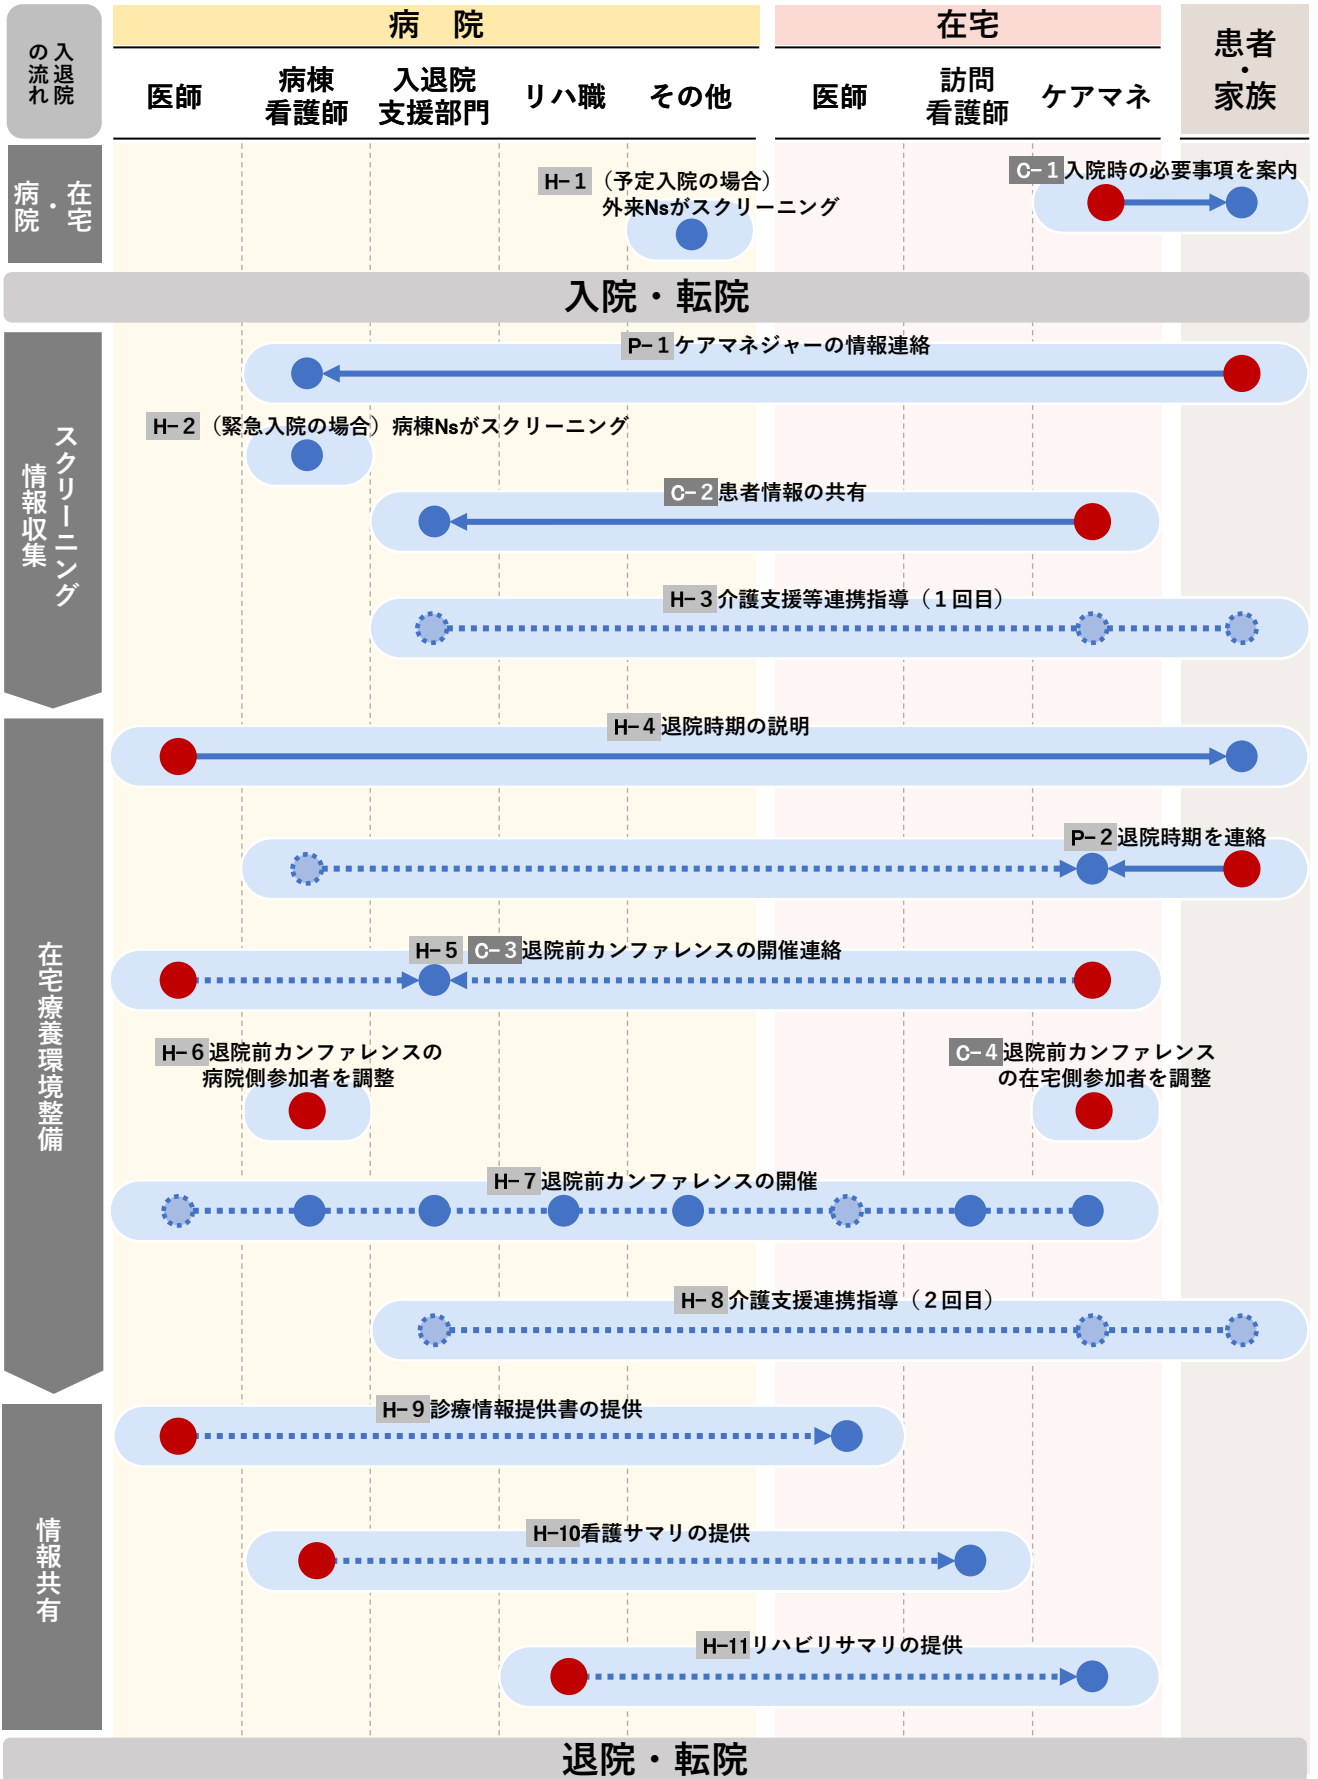 入退院
の流れ
病　院
在宅
患者
・
家族
医師
病棟
看護師
入退院
支援部門
リハ職
その他
医師
訪問
看護師
ケアマネ
在宅
・
病院
H−1（予定入院の場合）
外来Nsがスクリーニング
C−1入院時の必要事項を案内
入院・転院
スクリーニング
情報収集
P−1ケアマネジャーの情報連絡
H−2（緊急入院の場合）病棟Nsがスクリーニング
C−2患者情報の共有
H−3介護支援等連携指導（１回目）
在宅療養環境整備
H−4退院時期の説明
P−2退院時期を連絡
H−5 C−3退院前カンファレンスの開催連絡
H−6退院前カンファレンスの
病院側参加者を調整
C−4退院前カンファレンス
の在宅側参加者を調整
H−7退院前カンファレンスの開催
H−8介護支援連携指導（２回目）
情報共有
H−9診療情報提供書の提供
H−10看護サマリの提供
H−11リハビリサマリの提供
退院・転院